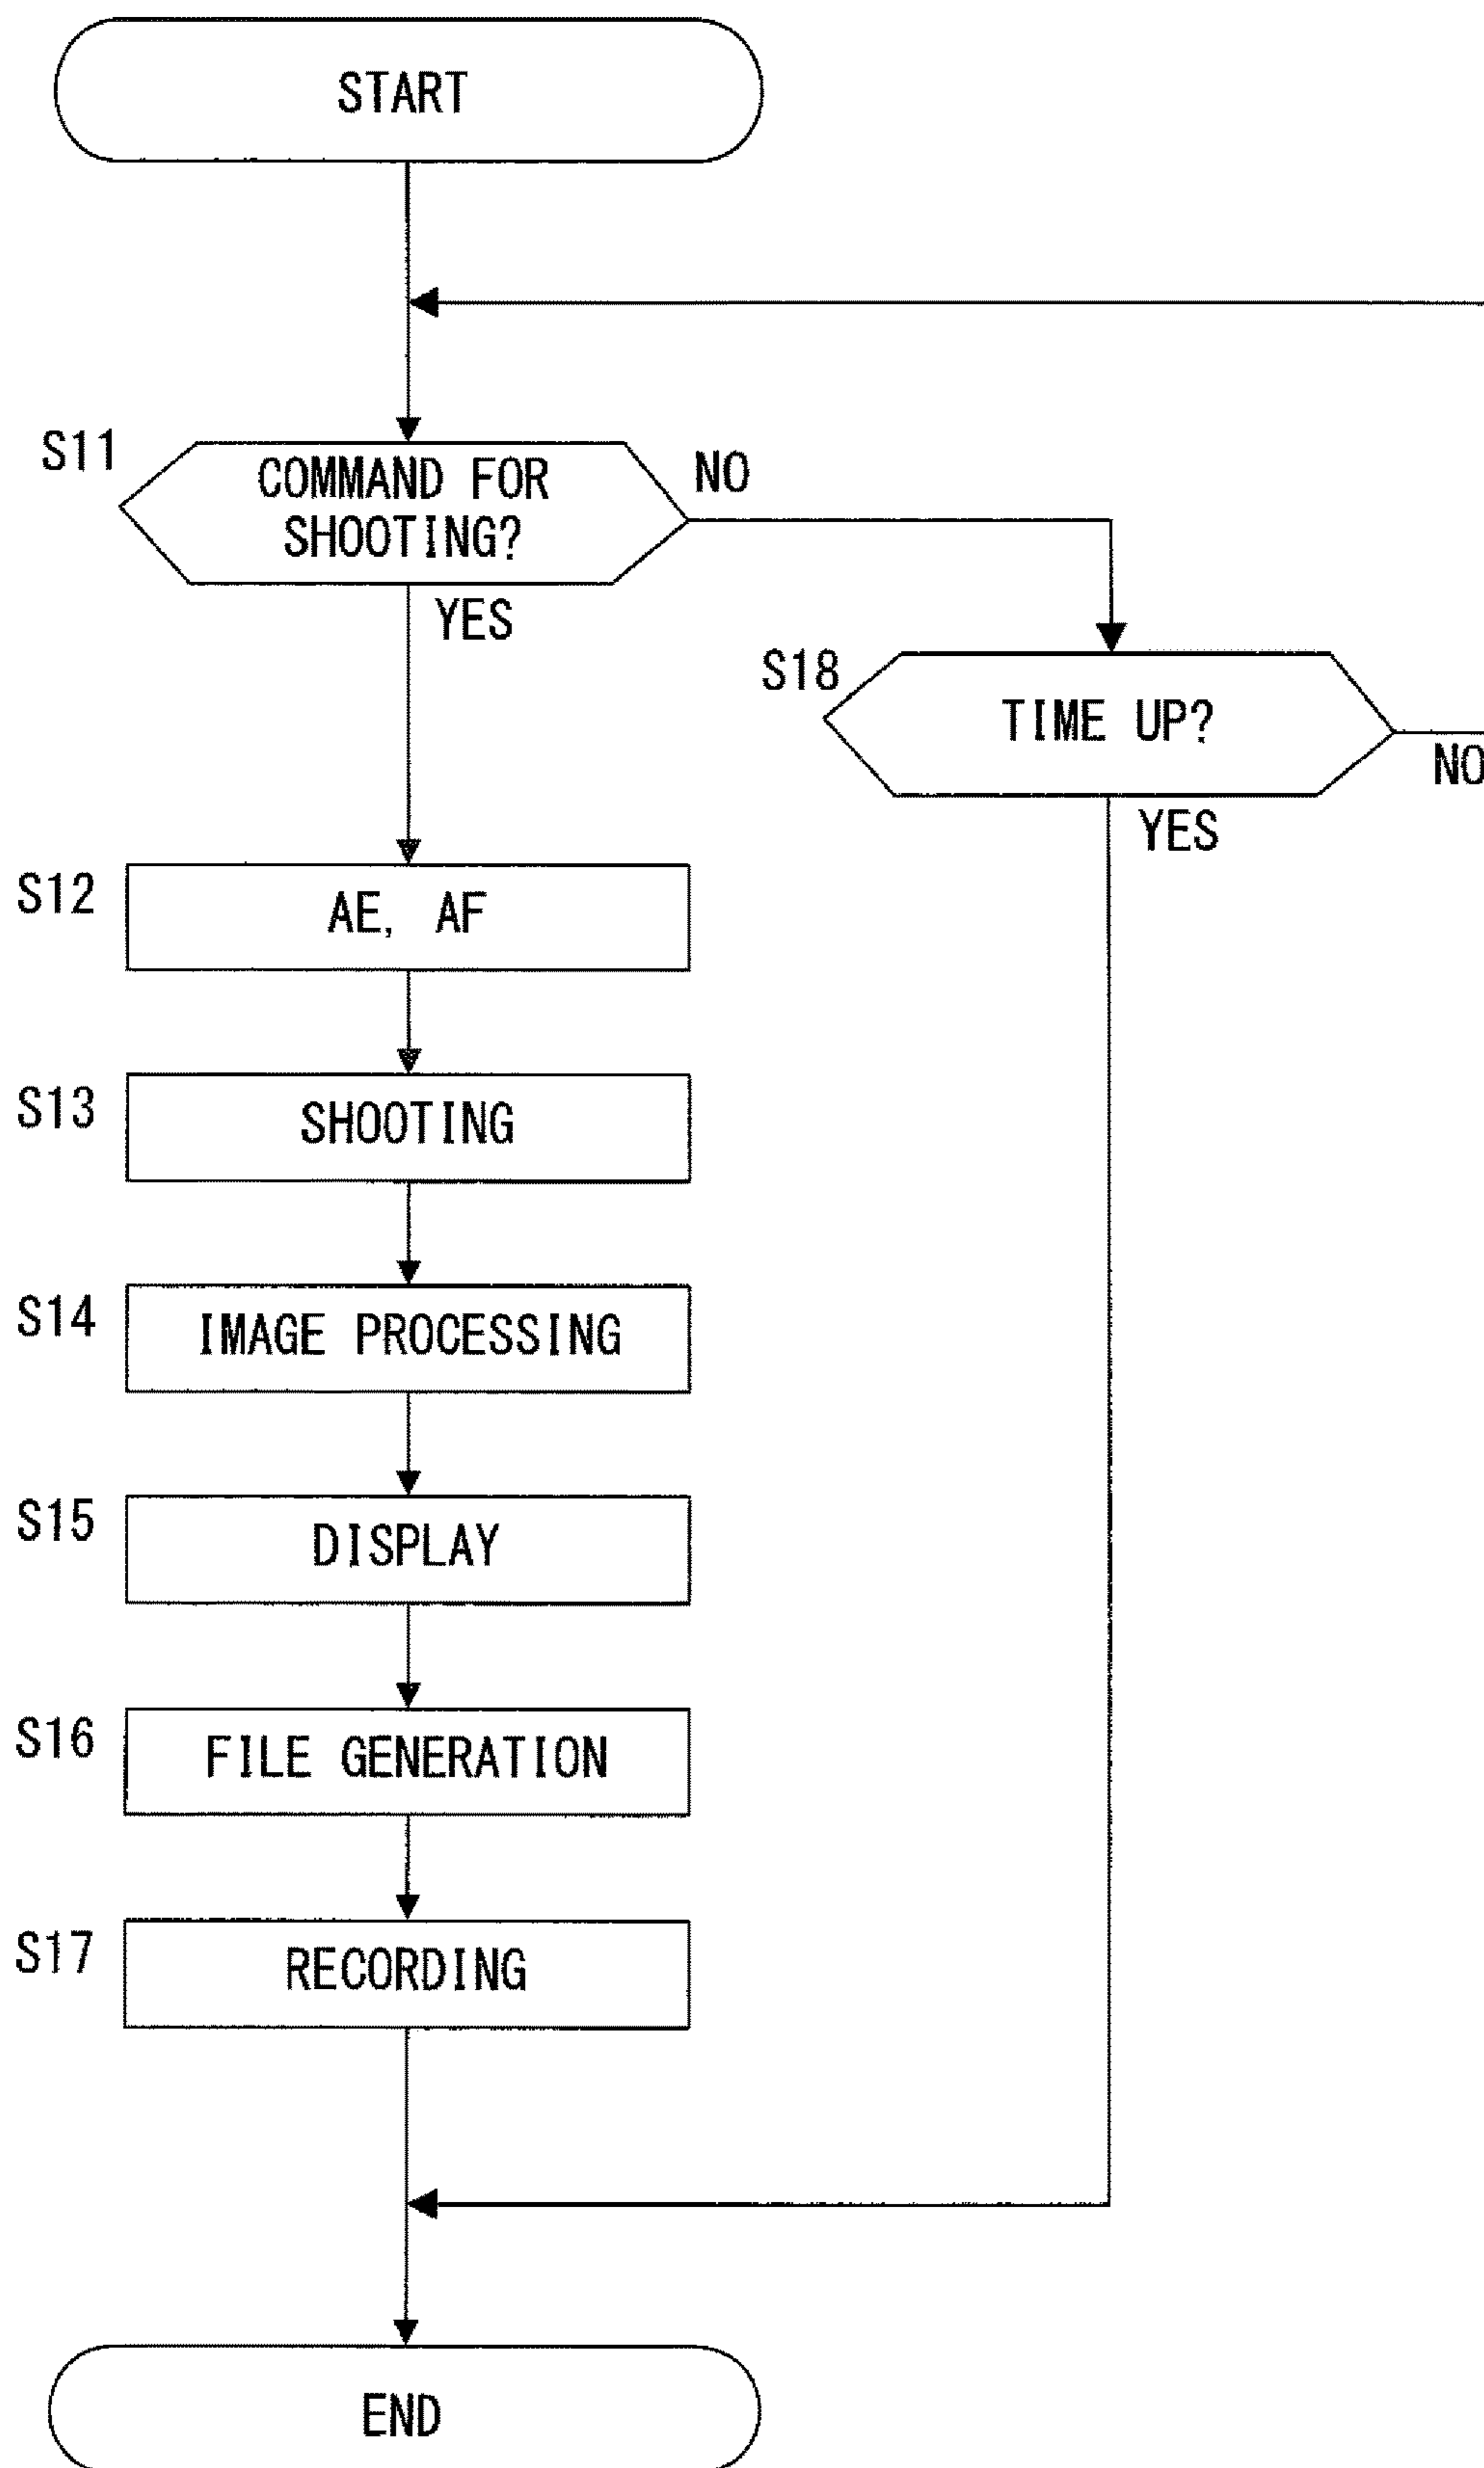 START
S11
COMMAND FOR
SHOOTING?
NO
YES
S18
TIME UP?
NO
YES
S12
AE, AF
S13
SHOOTING
S14
IMAGE PROCESSING
S15
DISPLAY
S16
FILE GENERATION
S17
RECORDING
END